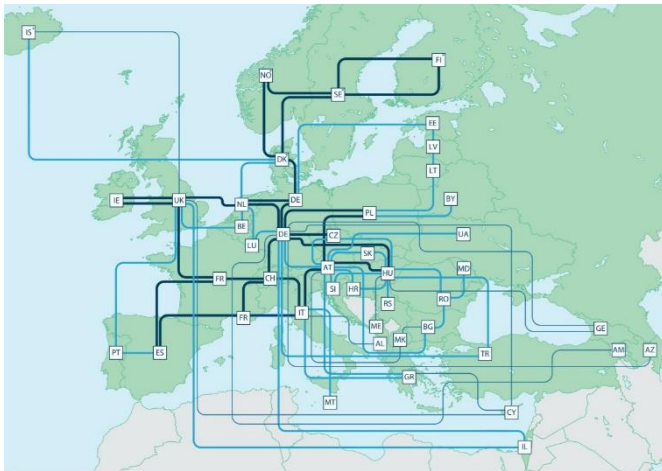 IS
NO
FI
SE
EE
LV
DK
LT
IE
UK
NL
DE
BY
PL
BE
DE
CZ
UA
LU
SK
AT
HU
MD
FR
CH
SI
HR
RS
RO
FR
IT
ME
BG
GE
AL
MK
PT
ES
TR
AM
AZ
GR
MT
CY
IL